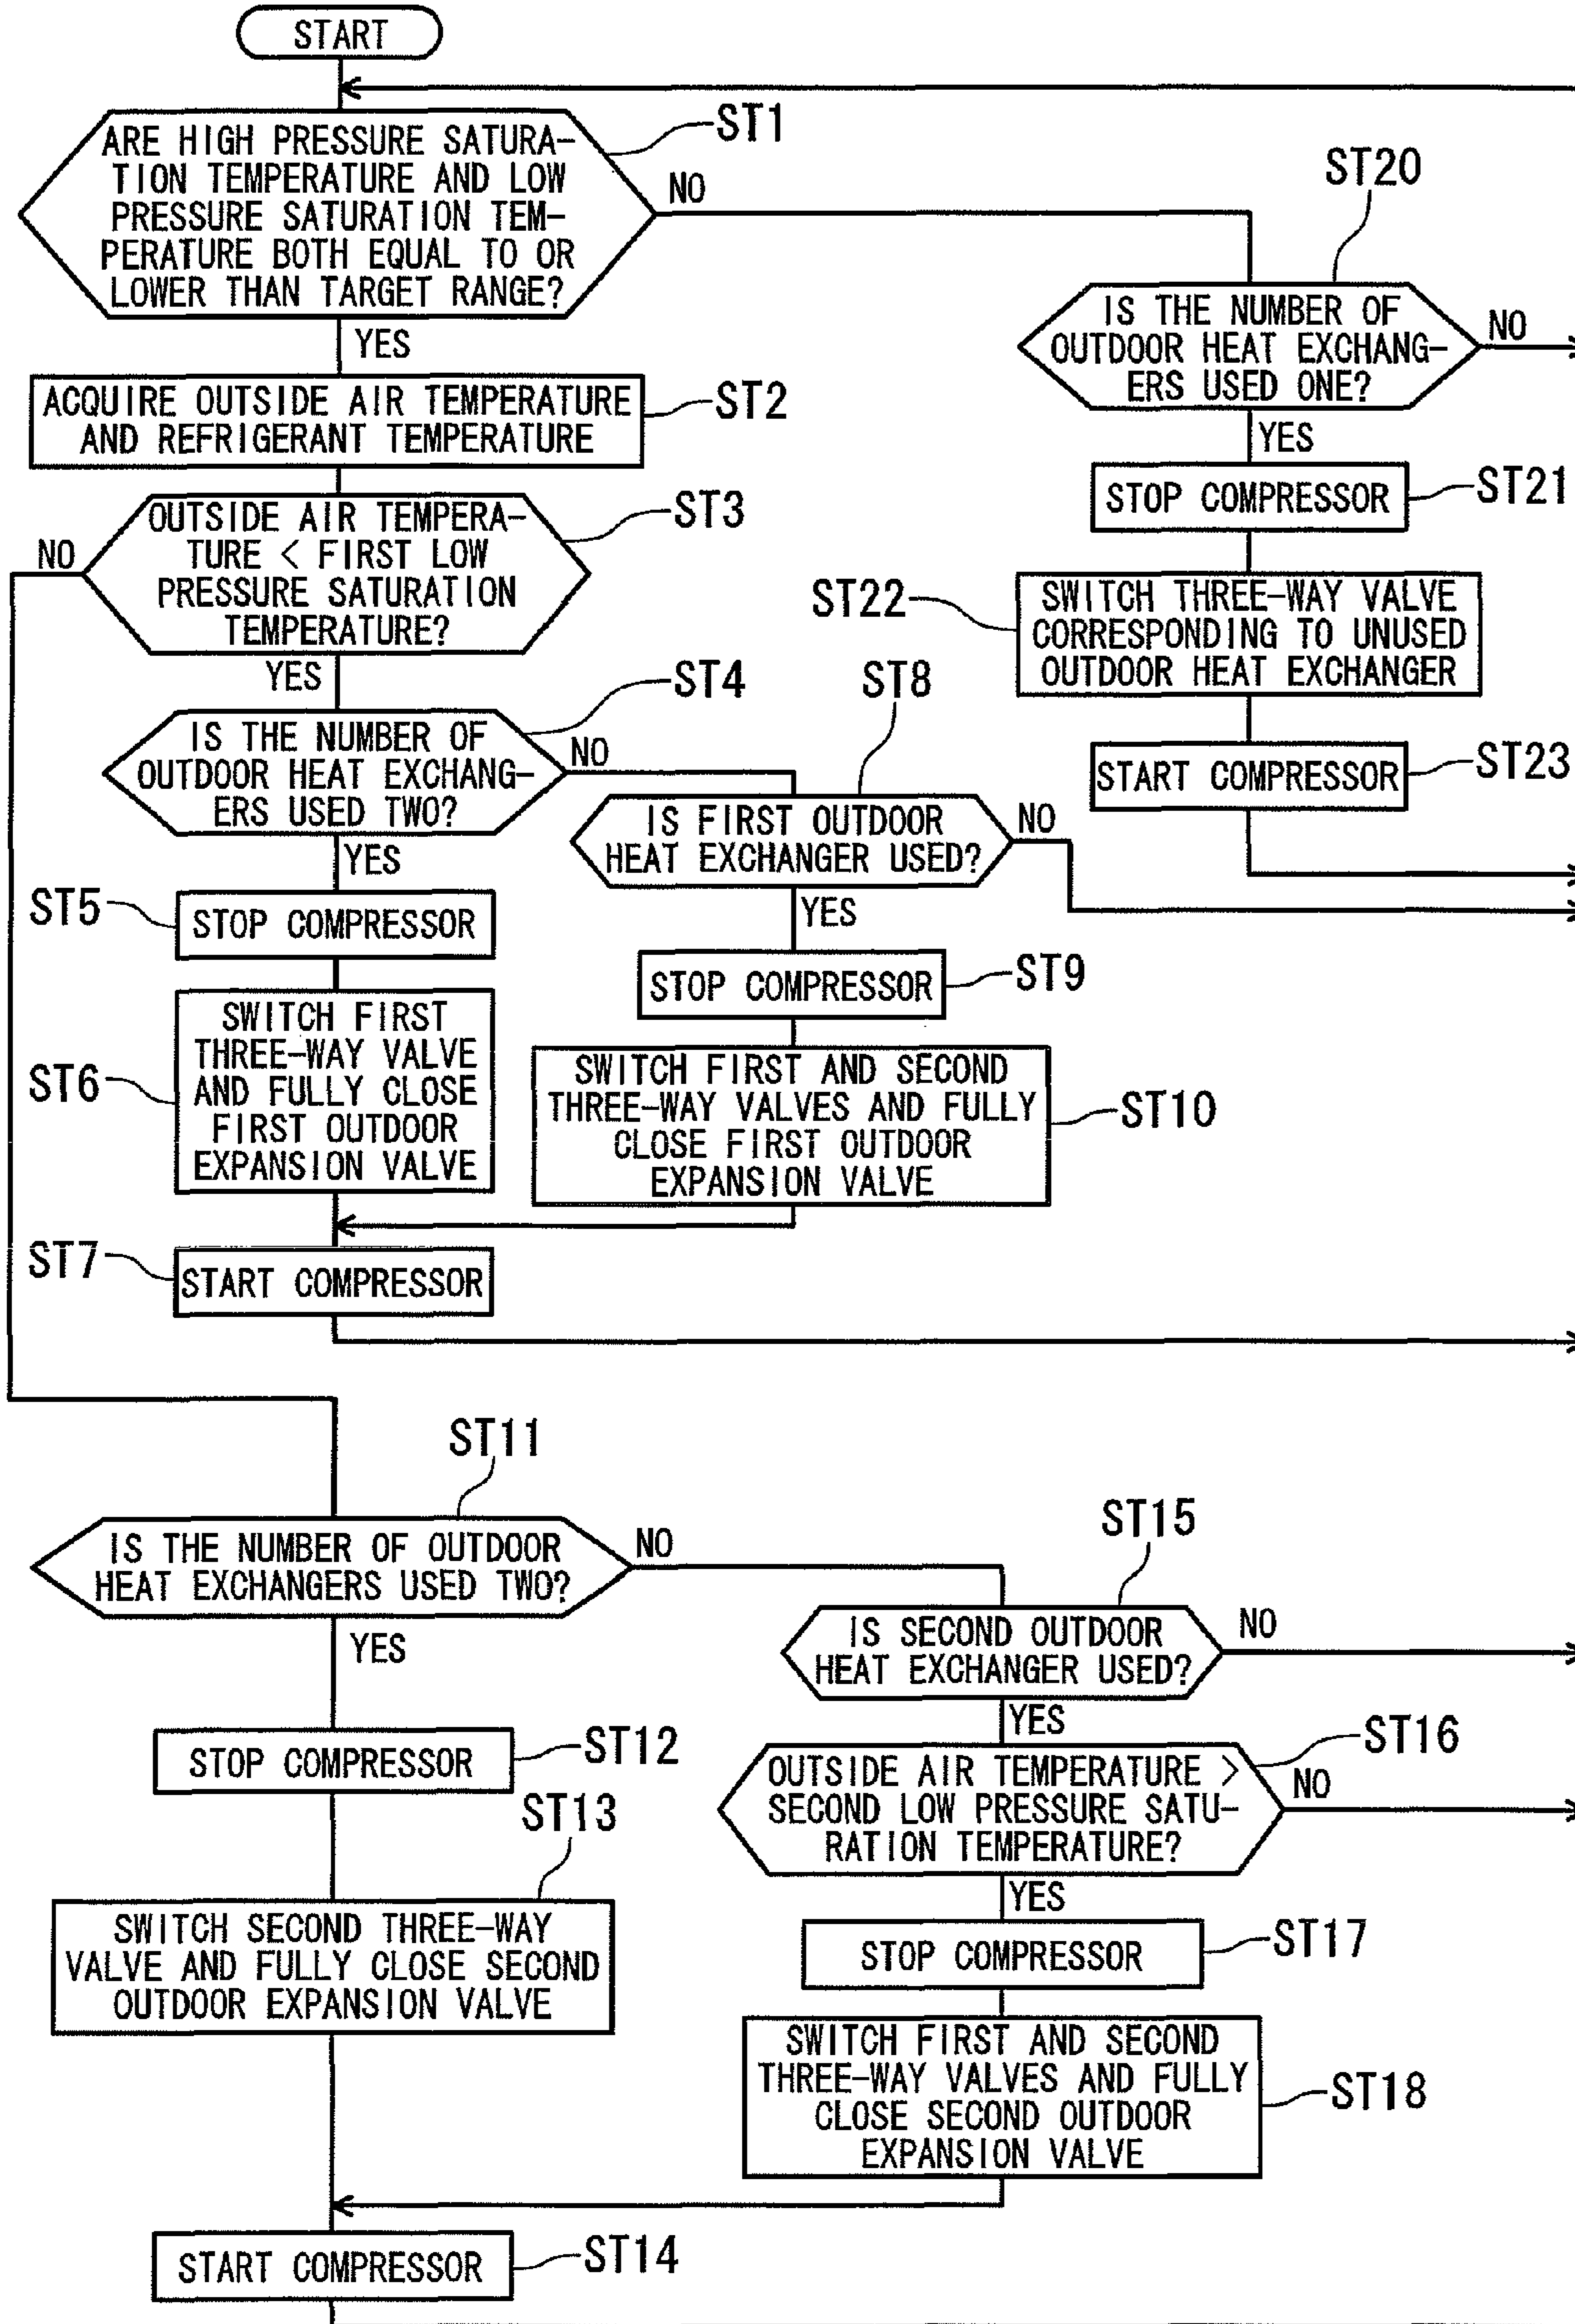 START
ARE HIGH PRESSURE SATURA-
TION TEMPERATURE AND LOW
PRESSURE SATURATION TEM-
PERATURE BOTH EQUAL TO OR
LOWER THAN TARGET RANGE?
ST1
NO
YES
ST20
IS THE NUMBER OF
OUTDOOR HEAT EXCHANG-
ERS USED ONE?
NO
YES
ACQUIRE OUTSIDE AIR TEMPERATURE
AND REFRIGERANT TEMPERATURE
ST2
STOP COMPRESSOR
ST21
OUTSIDE AIR TEMPERA-
TURE < FIRST LOW
PRESSURE SATURATION
TEMPERATURE?
ST3
NO
YES
ST22
SWITCH THREE-WAY VALVE
CORRESPONDING TO UNUSED
OUTDOOR HEAT EXCHANGER
START COMPRESSOR
ST23
IS THE NUMBER OF
OUTDOOR HEAT EXCHANG-
ERS USED TWO?
ST4
NO
YES
ST8
IS FIRST OUTDOOR
HEAT EXCHANGER USED?
NO
YES
ST5
STOP COMPRESSOR
STOP COMPRESSOR
ST9
ST6
SWITCH FIRST
THREE-WAY VALVE
AND FULLY CLOSE
FIRST OUTDOOR
EXPANSION VALVE
SWITCH FIRST AND SECOND
THREE-WAY VALVES AND FULLY
CLOSE FIRST OUTDOOR
EXPANSION VALVE
ST10
ST7
START COMPRESSOR
ST11
IS THE NUMBER OF OUTDOOR
HEAT EXCHANGERS USED TWO?
NO
YES
ST15
IS SECOND OUTDOOR
HEAT EXCHANGER USED?
NO
YES
STOP COMPRESSOR
ST12
OUTSIDE AIR TEMPERATURE >
SECOND LOW PRESSURE SATU-
RATION TEMPERATURE?
ST16
NO
YES
ST13
SWITCH SECOND THREE-WAY
VALVE AND FULLY CLOSE SECOND
OUTDOOR EXPANSION VALVE
STOP COMPRESSOR
ST17
SWITCH FIRST AND SECOND
THREE-WAY VALVES AND FULLY
CLOSE SECOND OUTDOOR
EXPANSION VALVE
ST18
START COMPRESSOR
ST14